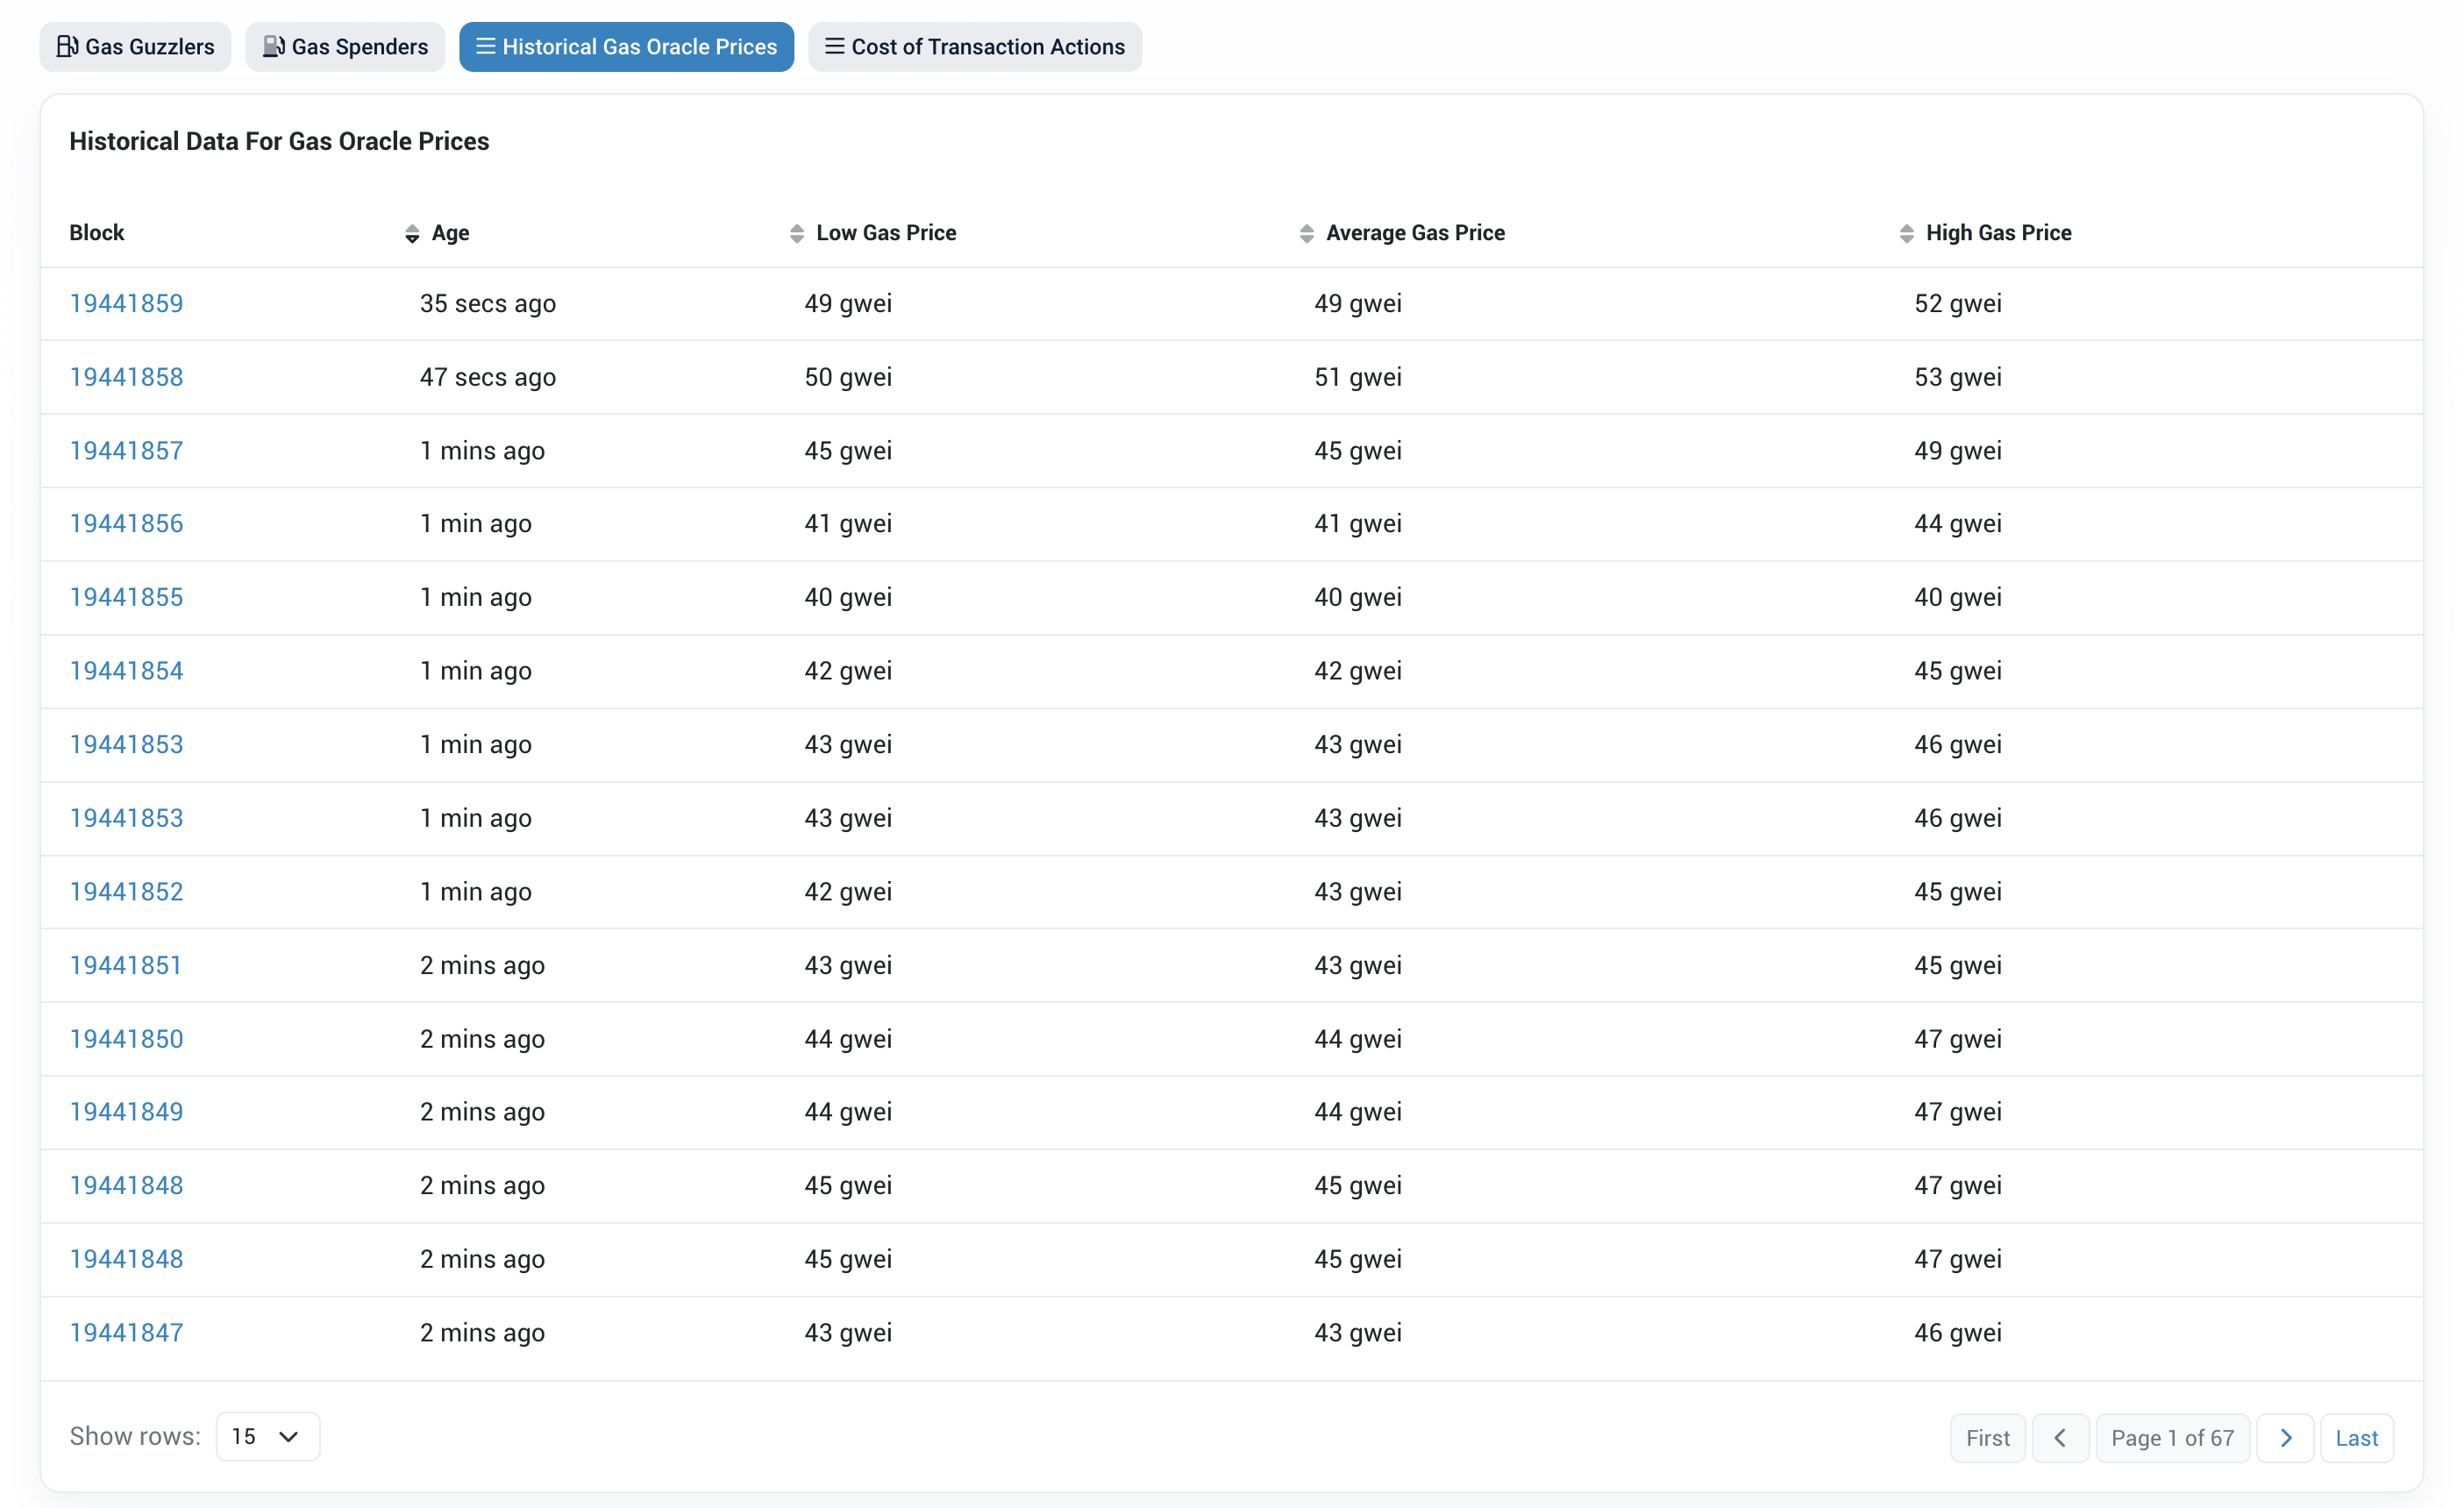 Gas Guzzlers Gas Spenders Historical Gas Oracle Prices Cost of Transaction Actions
Historical Data For Gas Oracle Prices
Block Age Low Gas Price Average Gas Price High Gas Price
19441859 35 secs ago 49 gwei 49 gwei 52 gwei
19441858 47 secs ago 50 gwei 51 gwei 53 gwei
19441857 1 mins ago 45 gwei 45 gwei 49 gwei
19441856 1 min ago 41 gwei 41 gwei 44 gwei
19441855 1 min ago 40 gwei 40 gwei 40 gwei
19441854 1 min ago 42 gwei 42 gwei 45 gwei
19441853 1 min ago 43 gwei 43 gwei 46 gwei
19441853 1 min ago 43 gwei 43 gwei 46 gwei
19441852 1 min ago 42 gwei 43 gwei 45 gwei
19441851 2 mins ago 43 gwei 43 gwei 45 gwei
19441850 2 mins ago 44 gwei 44 gwei 47 gwei
19441849 2 mins ago 44 gwei 44 gwei 47 gwei
19441848 2 mins ago 45 gwei 45 gwei 47 gwei
19441848 2 mins ago 45 gwei 45 gwei 47 gwei
19441847 2 mins ago 43 gwei 43 gwei 46 gwei
Show rows: 15 First Page 1 of 67 Last